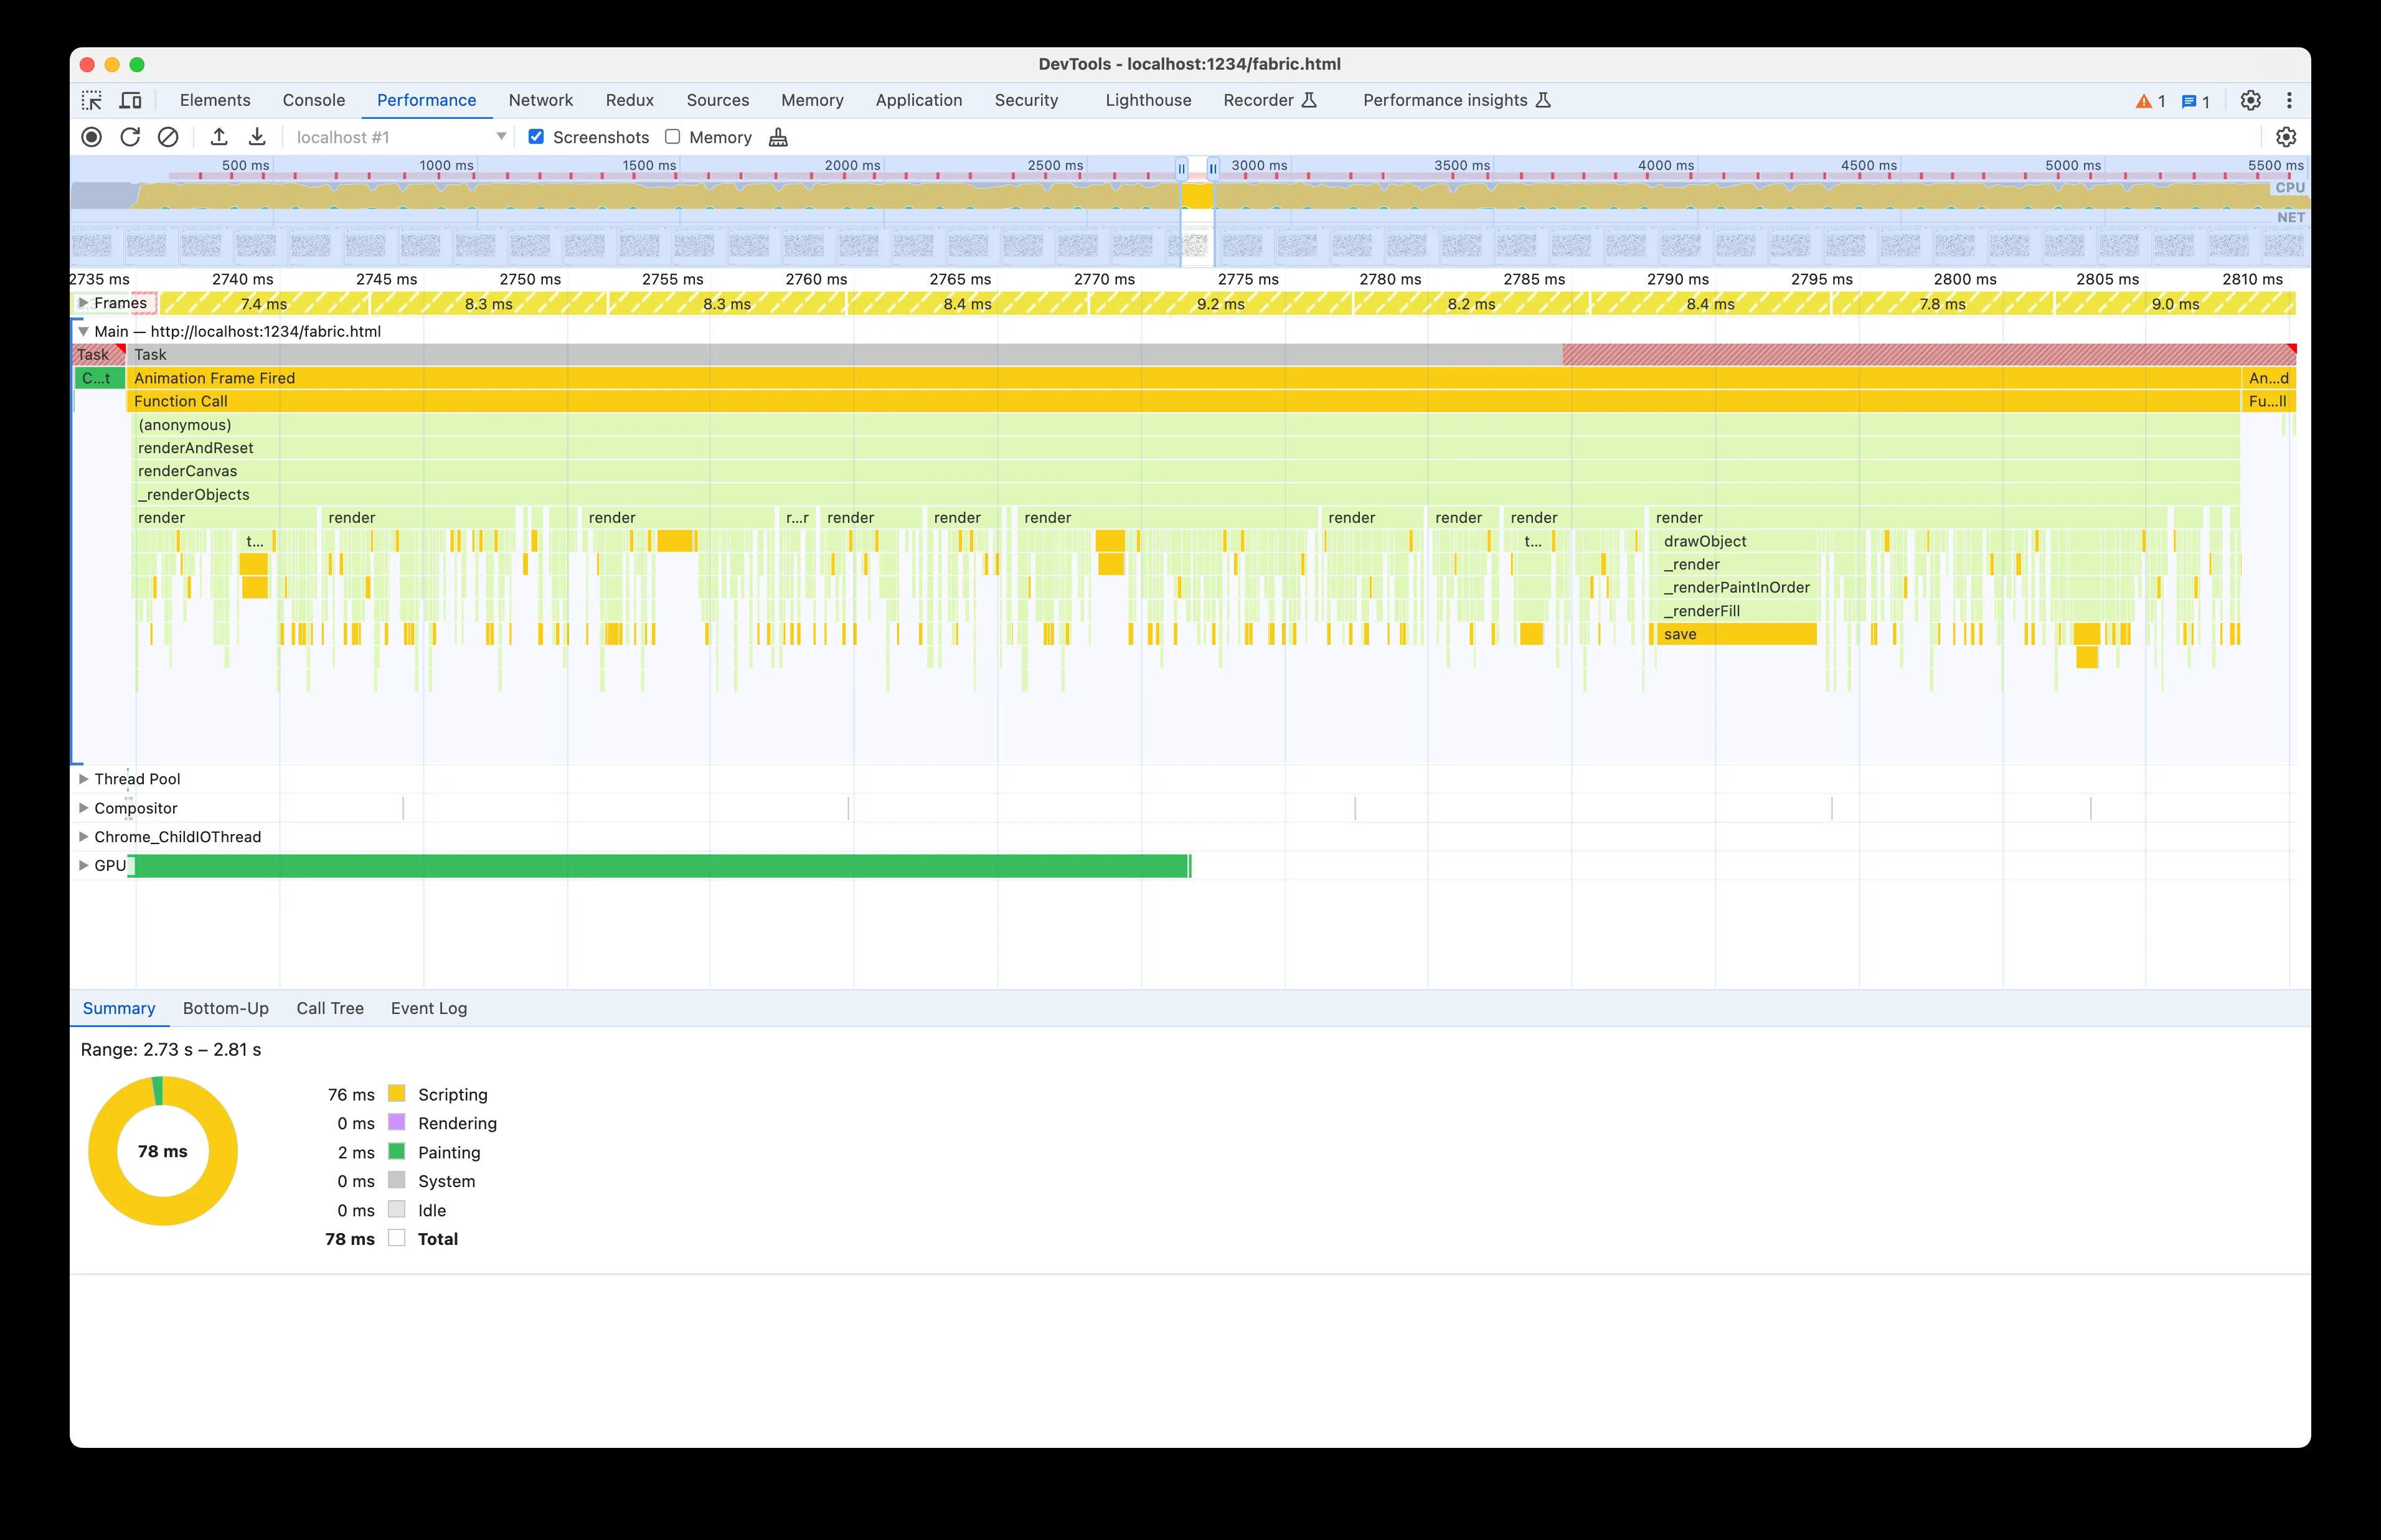 DevTools - localhost:1234/fabric.html
Elements Console Performance Network Redux Sources Memory Application Security Lighthouse Recorder Performance insights 1 1
localhost #1 Screenshots Memory
500 ms 1000 ms 1500 ms 2000 ms 2500 ms 3000 ms 3500 ms 4000 ms 4500 ms 5000 ms 5500 ms
CPU
NET
2735 ms 2740 ms 2745 ms 2750 ms 2755 ms 2760 ms 2765 ms 2770 ms 2775 ms 2780 ms 2785 ms 2790 ms 2795 ms 2800 ms 2805 ms 2810 ms
Frames 7.4 ms 8.3 ms 8.3 ms 8.4 ms 9.2 ms 8.2 ms 8.4 ms 7.8 ms 9.0 ms
Main — http://localhost:1234/fabric.html
Task Task
C...t Animation Frame Fired An...d
Function Call Fu...ll
(anonymous)
renderAndReset
renderCanvas
_renderObjects
render render render r...r render render render render render render render
t... t... drawObject
_render
_renderPaintInOrder
_renderFill
save
Thread Pool
Compositor
Chrome_ChildIOThread
GPU
Summary Bottom-Up Call Tree Event Log
Range: 2.73 s – 2.81 s
78 ms
76 ms Scripting
0 ms Rendering
2 ms Painting
0 ms System
0 ms Idle
78 ms Total